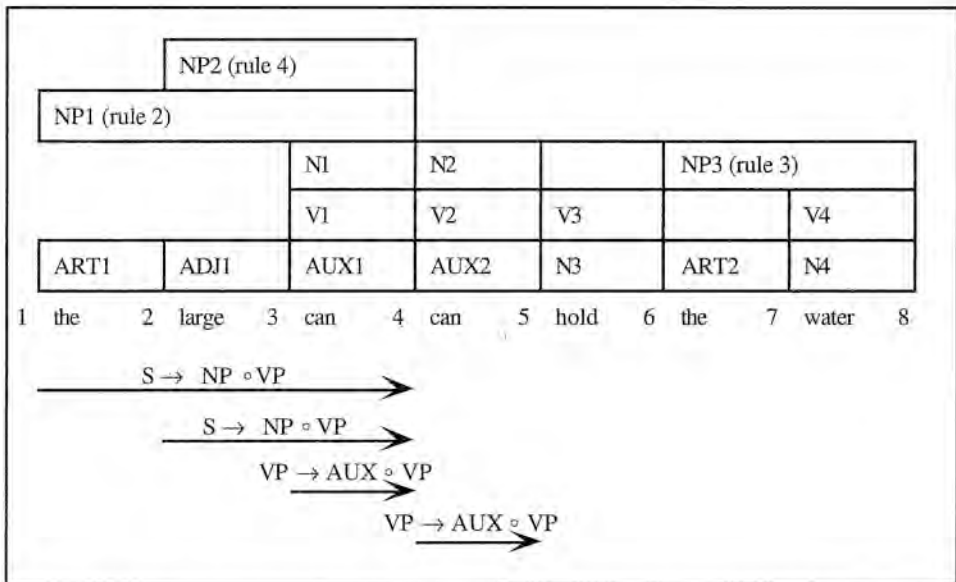 NP2 (rule 4)
NP1 (rule 2)
N1 N2 NP3 (rule 3)
V1 V2 V3 V4
ART1 ADJ1 AUX1 AUX2 N3 ART2 N4
1 the 2 large 3 can 4 can 5 hold 6 the 7 water 8
S → NP ∘ VP
S → NP ∘ VP
VP → AUX ∘ VP
VP → AUX ∘ VP